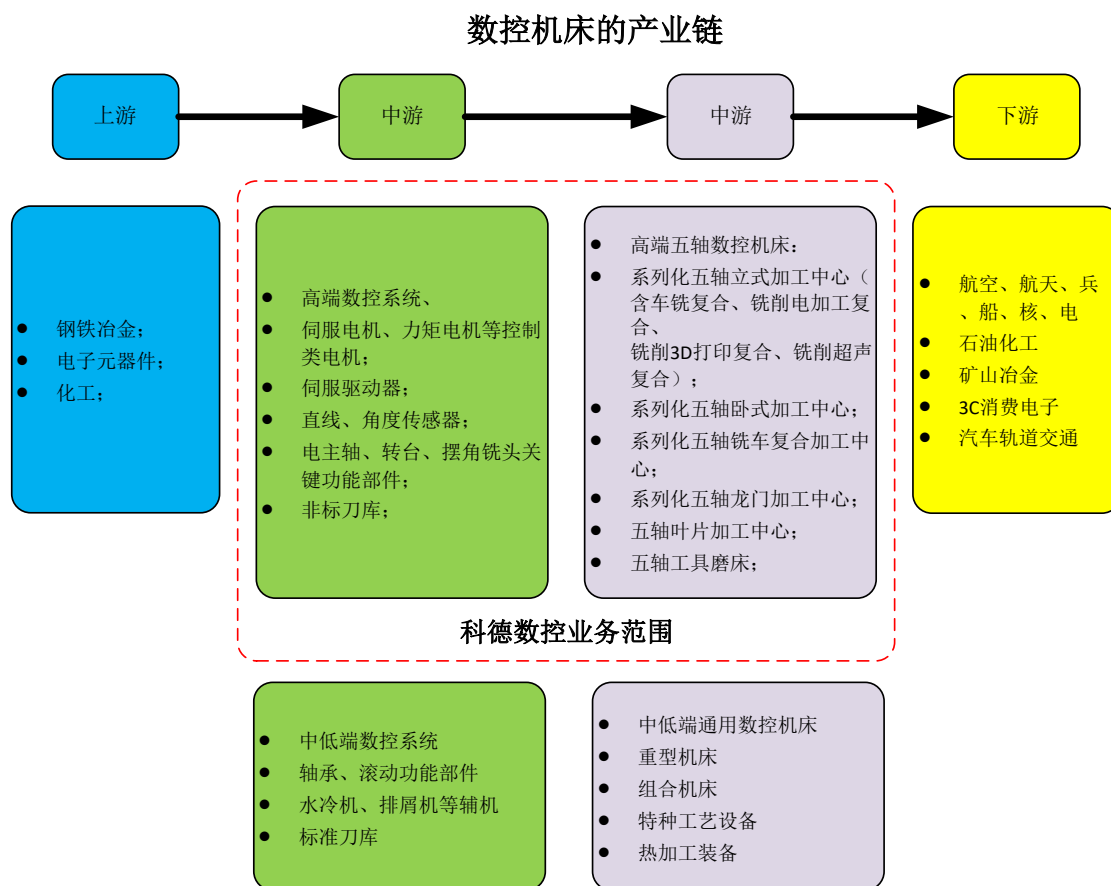 数控机床的产业链
上游
中游
中游
下游
● 钢铁冶金；
● 电子元器件；
● 化工；
● 高端数控系统、
● 伺服电机、力矩电机等控制
类电机；
● 伺服驱动器；
● 直线、角度传感器；
● 电主轴、转台、摆角铣头关
键功能部件；
● 非标刀库；
● 高端五轴数控机床：
● 系列化五轴立式加工中心（
含车铣复合、铣削电加工复
合、
铣削3D打印复合、铣削超声
复合）；
● 系列化五轴卧式加工中心；
● 系列化五轴铣车复合加工中
心；
● 系列化五轴龙门加工中心；
● 五轴叶片加工中心；
● 五轴工具磨床；
● 航空、航天、兵
、船、核、电
● 石油化工
● 矿山冶金
● 3C消费电子
● 汽车轨道交通
科德数控业务范围
● 中低端数控系统
● 轴承、滚动功能部件
● 水冷机、排屑机等辅机
● 标准刀库
● 中低端通用数控机床
● 重型机床
● 组合机床
● 特种工艺设备
● 热加工装备